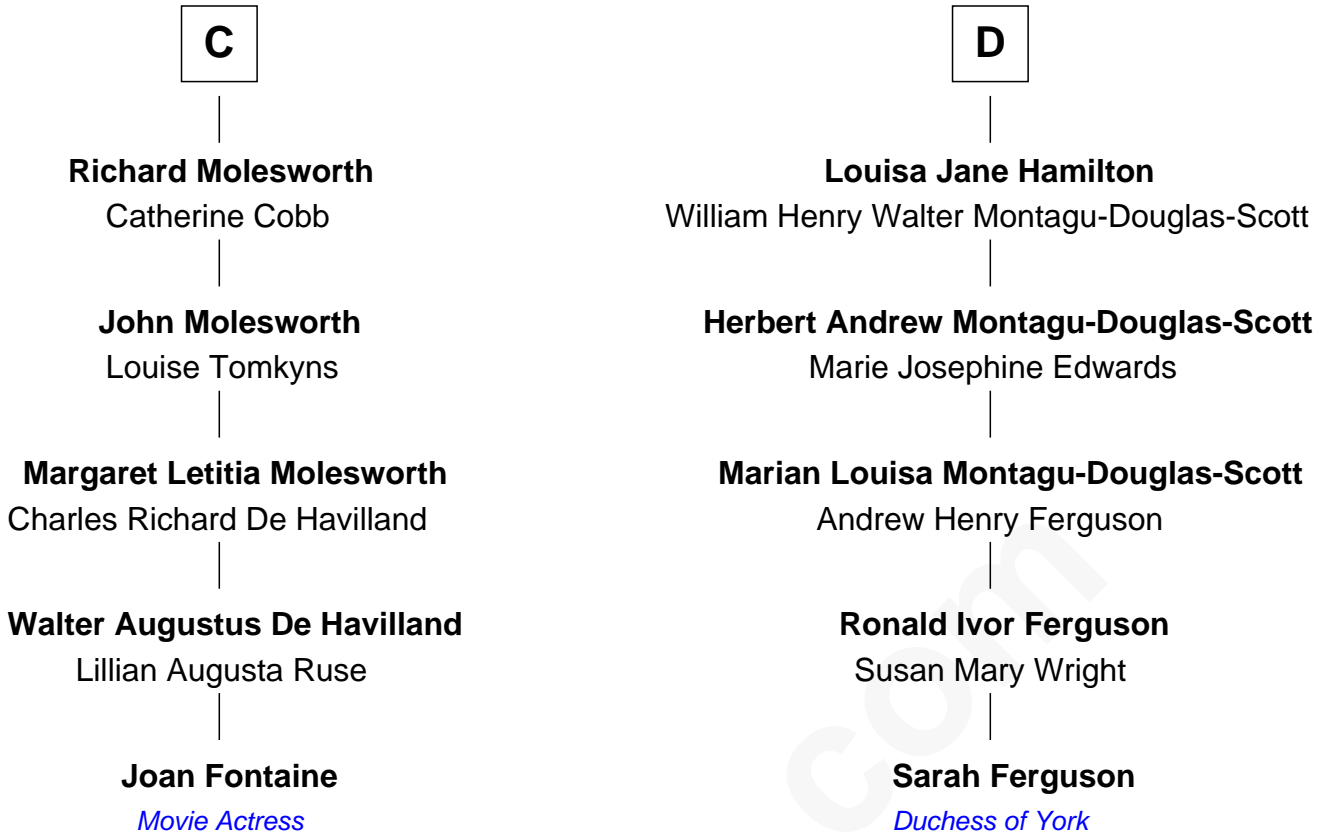 C
Richard Molesworth
Catherine Cobb
John Molesworth
Louise Tomkyns
Margaret Letitia Molesworth
Charles Richard De Havilland
Walter Augustus De Havilland
Lillian Augusta Ruse
Joan Fontaine
Movie Actress
D
Louisa Jane Hamilton
William Henry Walter Montagu-Douglas-Scott
Herbert Andrew Montagu-Douglas-Scott
Marie Josephine Edwards
Marian Louisa Montagu-Douglas-Scott
Andrew Henry Ferguson
Ronald Ivor Ferguson
Susan Mary Wright
Sarah Ferguson
Duchess of York
com